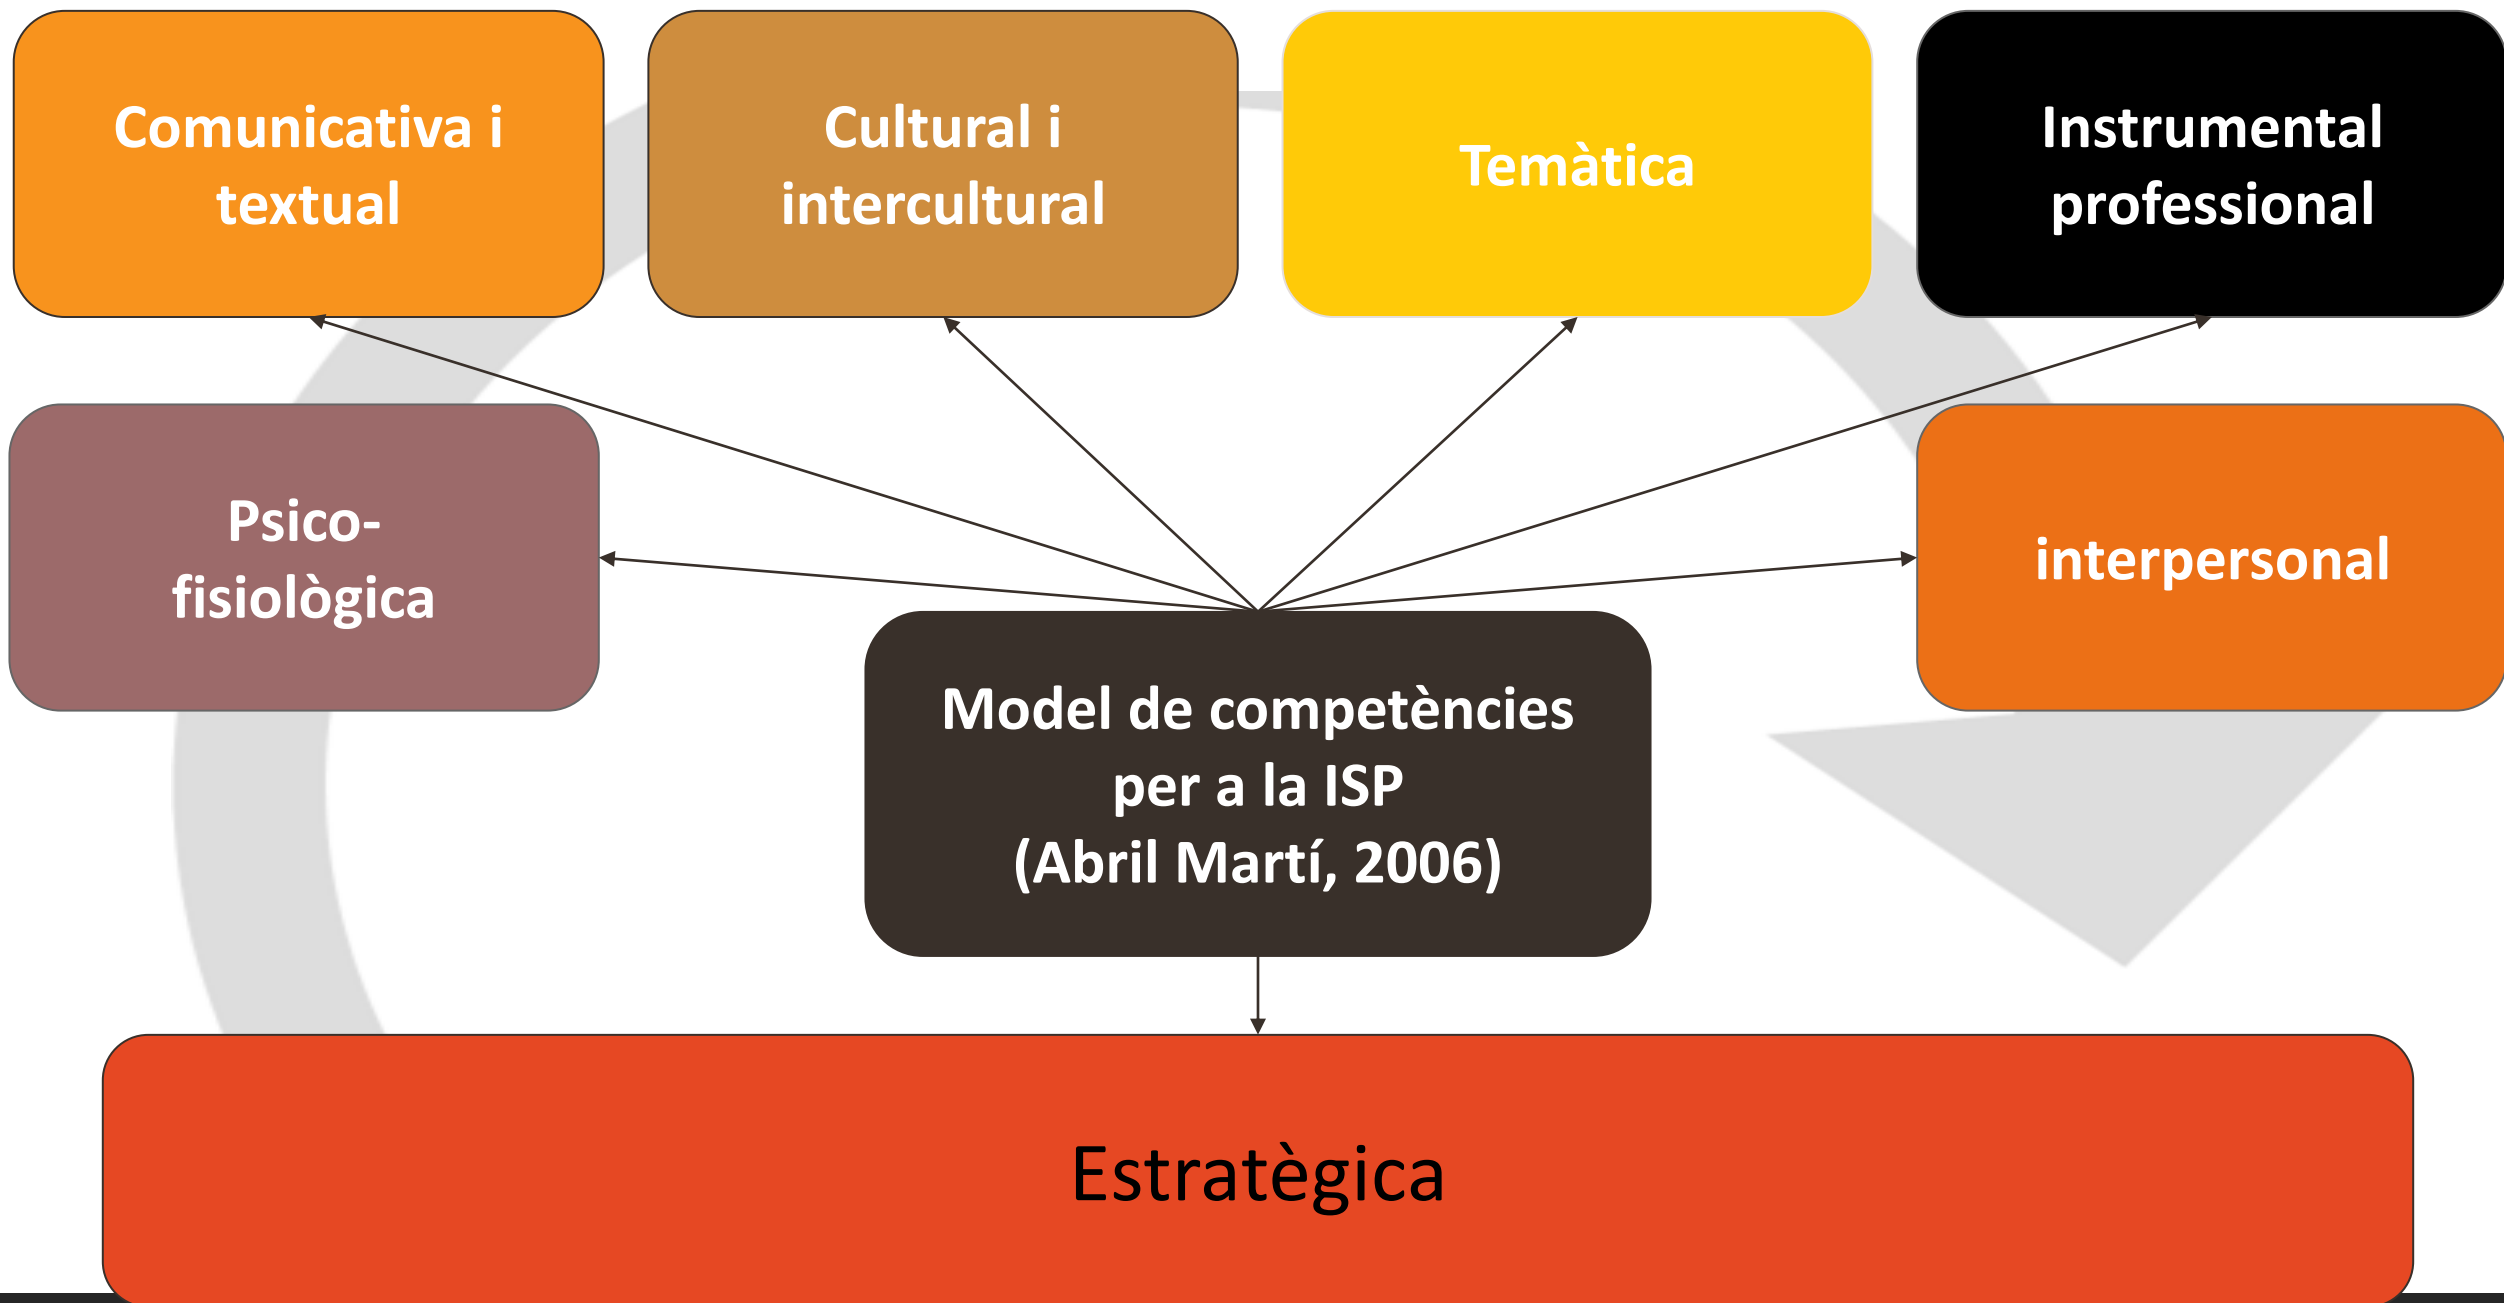 Comunicativa i
textual
Cultural i
intercultural
Temàtica
Instrumental
professional
Psico-
fisiològica
interpersonal
Model de competències
per a la ISP
(Abril Martí, 2006)
Estratègica